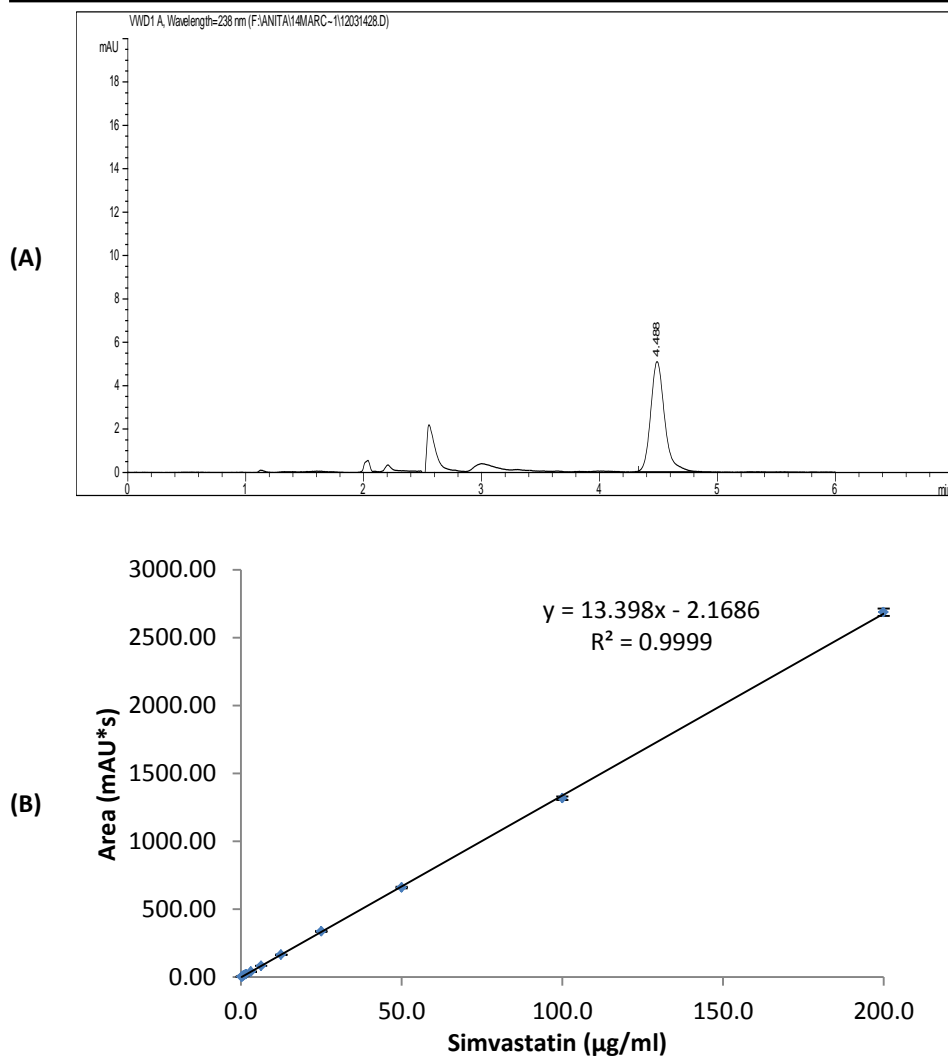 VWD1 A, Wavelength=238 nm (F:\ANITA\14MARC~1\12031428.D)
mAU
18
16
14
12
10
8
6
4
2
0
4.488
0 1 2 3 4 5 6 min
(A)
3000.00
2500.00
2000.00
1500.00
1000.00
500.00
0.00
y = 13.398x - 2.1686
R² = 0.9999
Area (mAU*s)
(B)
0.0 50.0 100.0 150.0 200.0
Simvastatin (µg/ml)